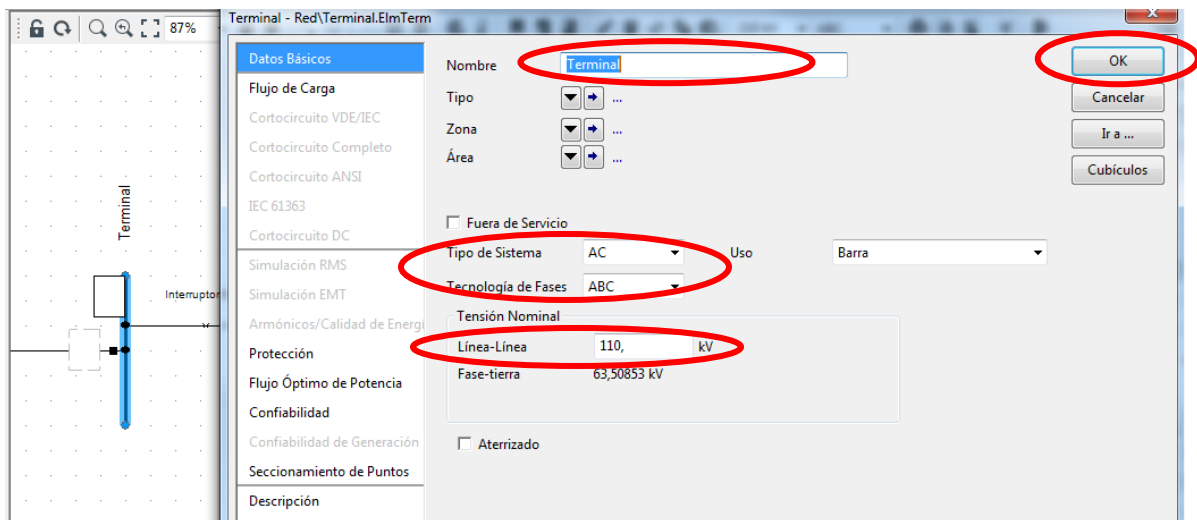 Terminal - Red\Terminal.ElmTerm
87%
Datos Básicos
Flujo de Carga
Cortocircuito VDE/IEC
Cortocircuito Completo
Cortocircuito ANSI
IEC 61363
Cortocircuito DC
Simulación RMS
Simulación EMT
Armónicos/Calidad de Energí
Protección
Flujo Óptimo de Potencia
Confiabilidad
Confiabilidad de Generación
Seccionamiento de Puntos
Descripción
Nombre Terminal
Tipo ...
Zona ...
Área ...
Fuera de Servicio
Tipo de Sistema AC Uso Barra
Tecnología de Fases ABC
Tensión Nominal
Línea-Línea 110, kV
Fase-tierra 63,50853 kV
Aterrizado
OK
Cancelar
Ir a ...
Cubículos
Terminal
Interruptor